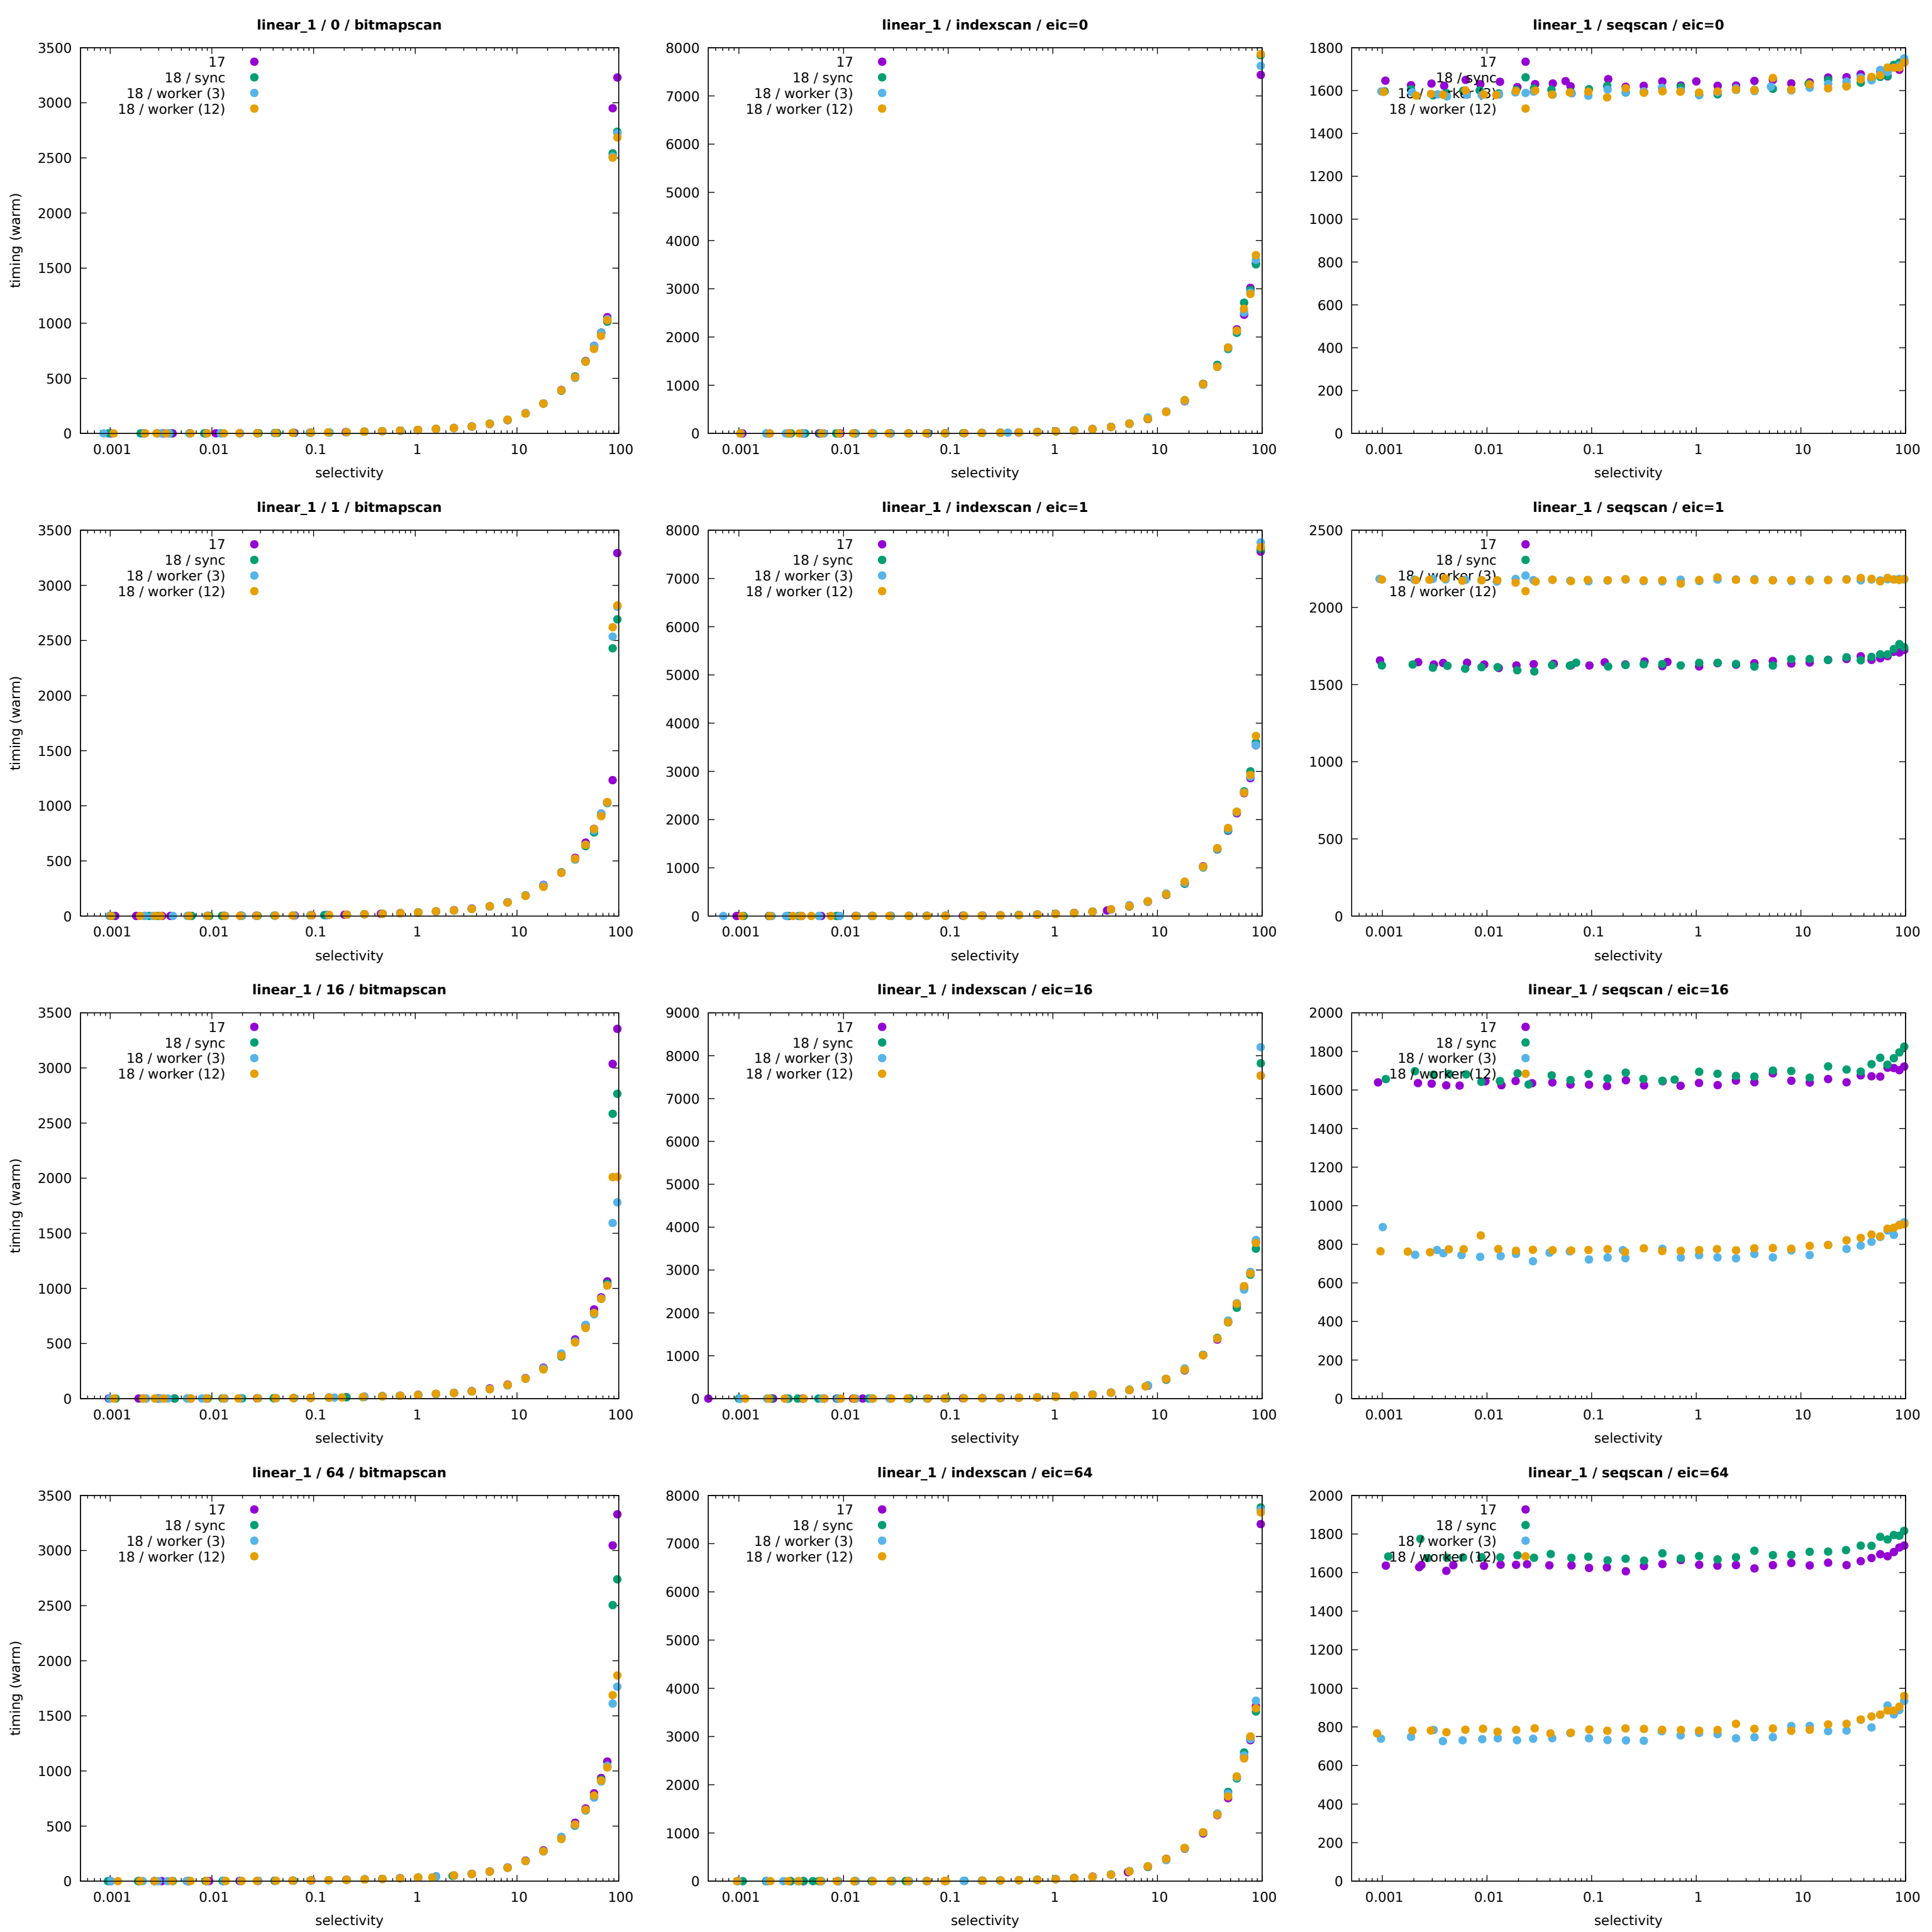 linear_1 / 0 / bitmapscan
17
18 / sync
18 / worker (3)
18 / worker (12)
timing (warm)
3500
3000
2500
2000
1500
1000
500
0
0.001 0.01 0.1 1 10 100
selectivity
linear_1 / indexscan / eic=0
17
18 / sync
18 / worker (3)
18 / worker (12)
8000
7000
6000
5000
4000
3000
2000
1000
0
0.001 0.01 0.1 1 10 100
selectivity
linear_1 / seqscan / eic=0
17
18 / sync
18 / worker (3)
18 / worker (12)
1800
1600
1400
1200
1000
800
600
400
200
0
0.001 0.01 0.1 1 10 100
selectivity
linear_1 / 1 / bitmapscan
17
18 / sync
18 / worker (3)
18 / worker (12)
timing (warm)
3500
3000
2500
2000
1500
1000
500
0
0.001 0.01 0.1 1 10 100
selectivity
linear_1 / indexscan / eic=1
17
18 / sync
18 / worker (3)
18 / worker (12)
8000
7000
6000
5000
4000
3000
2000
1000
0
0.001 0.01 0.1 1 10 100
selectivity
linear_1 / seqscan / eic=1
17
18 / sync
18 / worker (3)
18 / worker (12)
2500
2000
1500
1000
500
0
0.001 0.01 0.1 1 10 100
selectivity
linear_1 / 16 / bitmapscan
17
18 / sync
18 / worker (3)
18 / worker (12)
timing (warm)
3500
3000
2500
2000
1500
1000
500
0
0.001 0.01 0.1 1 10 100
selectivity
linear_1 / indexscan / eic=16
17
18 / sync
18 / worker (3)
18 / worker (12)
9000
8000
7000
6000
5000
4000
3000
2000
1000
0
0.001 0.01 0.1 1 10 100
selectivity
linear_1 / seqscan / eic=16
17
18 / sync
18 / worker (3)
18 / worker (12)
2000
1800
1600
1400
1200
1000
800
600
400
200
0
0.001 0.01 0.1 1 10 100
selectivity
linear_1 / 64 / bitmapscan
17
18 / sync
18 / worker (3)
18 / worker (12)
timing (warm)
3500
3000
2500
2000
1500
1000
500
0
0.001 0.01 0.1 1 10 100
selectivity
linear_1 / indexscan / eic=64
17
18 / sync
18 / worker (3)
18 / worker (12)
8000
7000
6000
5000
4000
3000
2000
1000
0
0.001 0.01 0.1 1 10 100
selectivity
linear_1 / seqscan / eic=64
17
18 / sync
18 / worker (3)
18 / worker (12)
2000
1800
1600
1400
1200
1000
800
600
400
200
0
0.001 0.01 0.1 1 10 100
selectivity